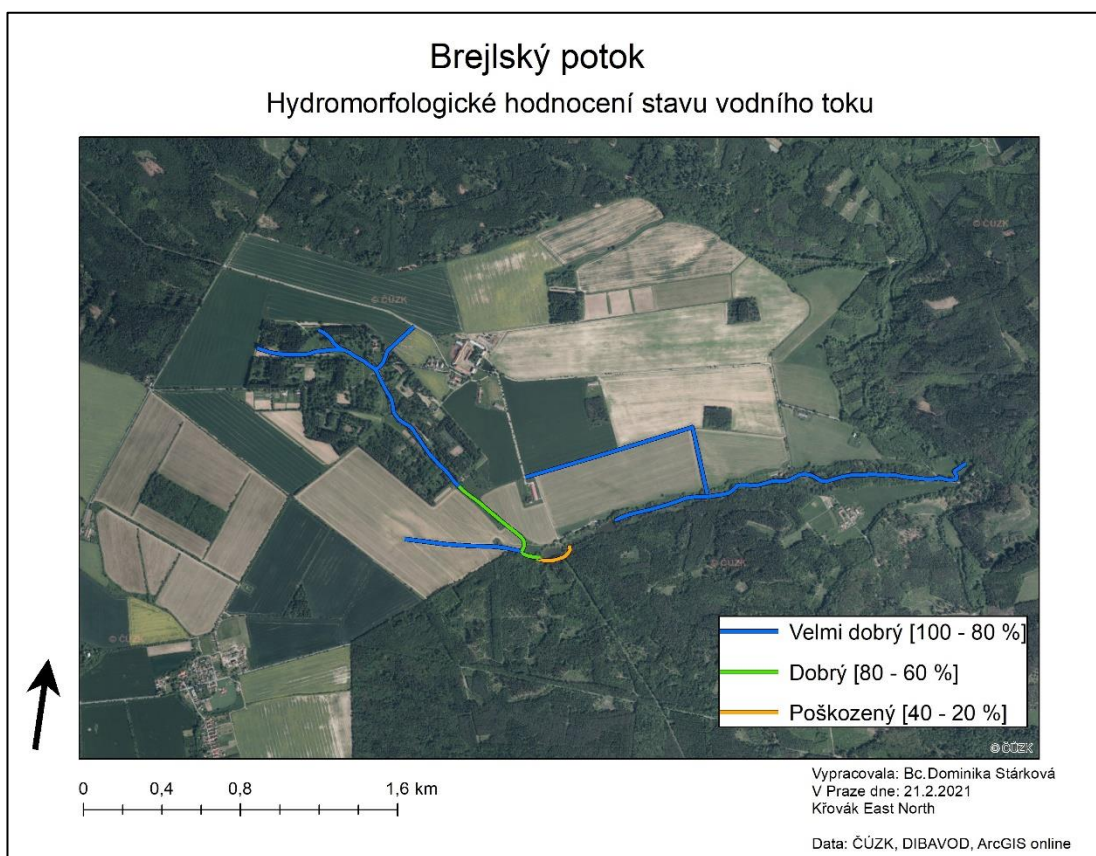 Brejlský potok
Hydromorfologické hodnocení stavu vodního toku
© ČÚZK
© ČÚZK
© ČÚZK
© ČÚZK
Velmi dobrý [100 - 80 %]
Dobrý [80 - 60 %]
Poškozený [40 - 20 %]
© ČÚZK
0 0,4 0,8 1,6 km
Vypracovala: Bc.Dominika Stárková
V Praze dne: 21.2.2021
Křovák East North
Data: ČÚZK, DIBAVOD, ArcGIS online